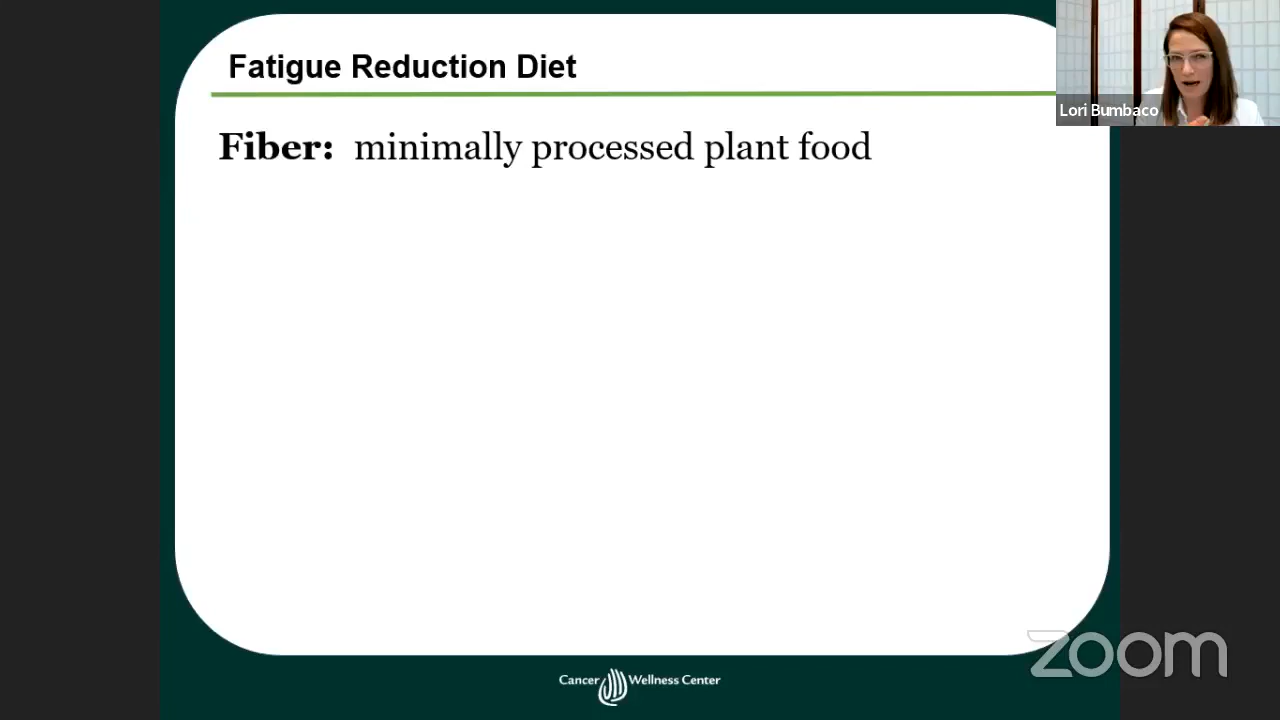 Fatigue Reduction Diet
Lori Bumbaco
Fiber: minimally processed plant food
zoom
Cancer Wellness Center